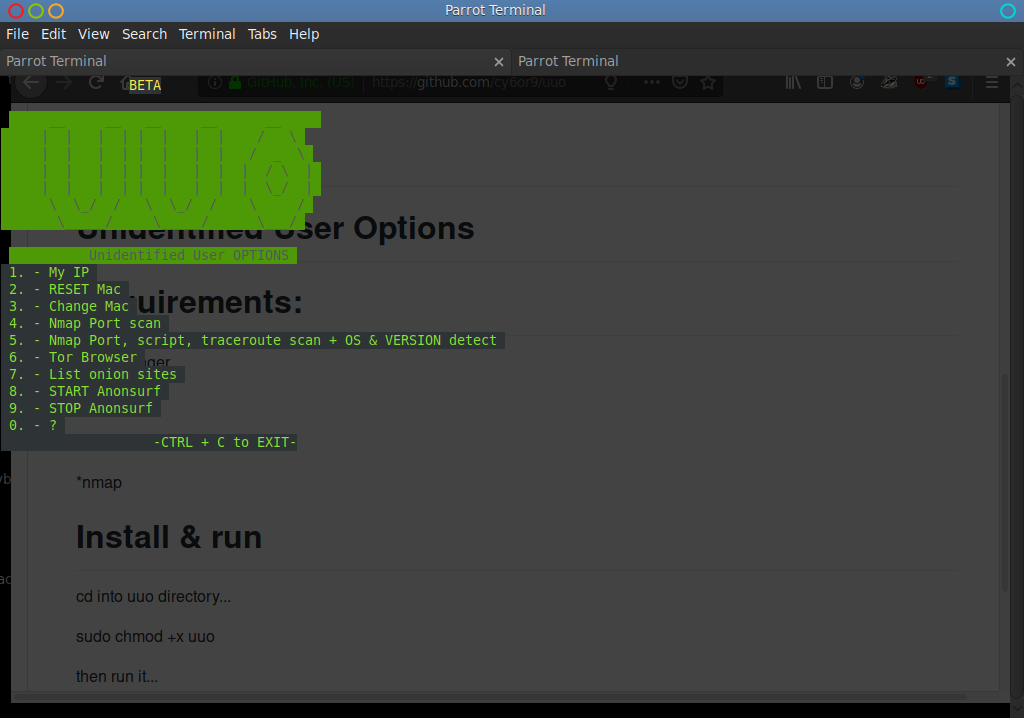 Parrot Terminal
File Edit View Search Terminal Tabs Help
Parrot Terminal
Parrot Terminal
BETA
GitHub, Inc. (US)
https://github.com/cy6or9/uuo
Unidentified User Options
Unidentified User OPTIONS
1. - My IP
2. - RESET Mac
uirements:
3. - Change Mac
4. - Nmap Port scan
5. - Nmap Port, script, traceroute scan + OS & VERSION detect
6. - Tor Browser
nger
7. - List onion sites
8. - START Anonsurf
9. - STOP Anonsurf
0. - ?
-CTRL + C to EXIT-
*nmap
Install & run
cd into uuo directory...
sudo chmod +x uuo
then run it...